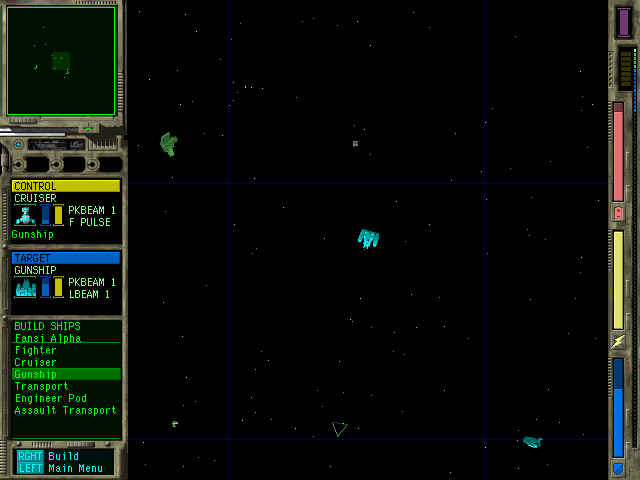 CONTROL
CRUISER
PKBEAM 1
F PULSE
Gunship
TARGET
GUNSHIP
PKBEAM 1
LBEAM 1
BUILD SHIPS
Fansi Alpha
Fighter
Cruiser
Gunship
Transport
Engineer Pod
Assault Transport
RGHT Build
LEFT Main Menu